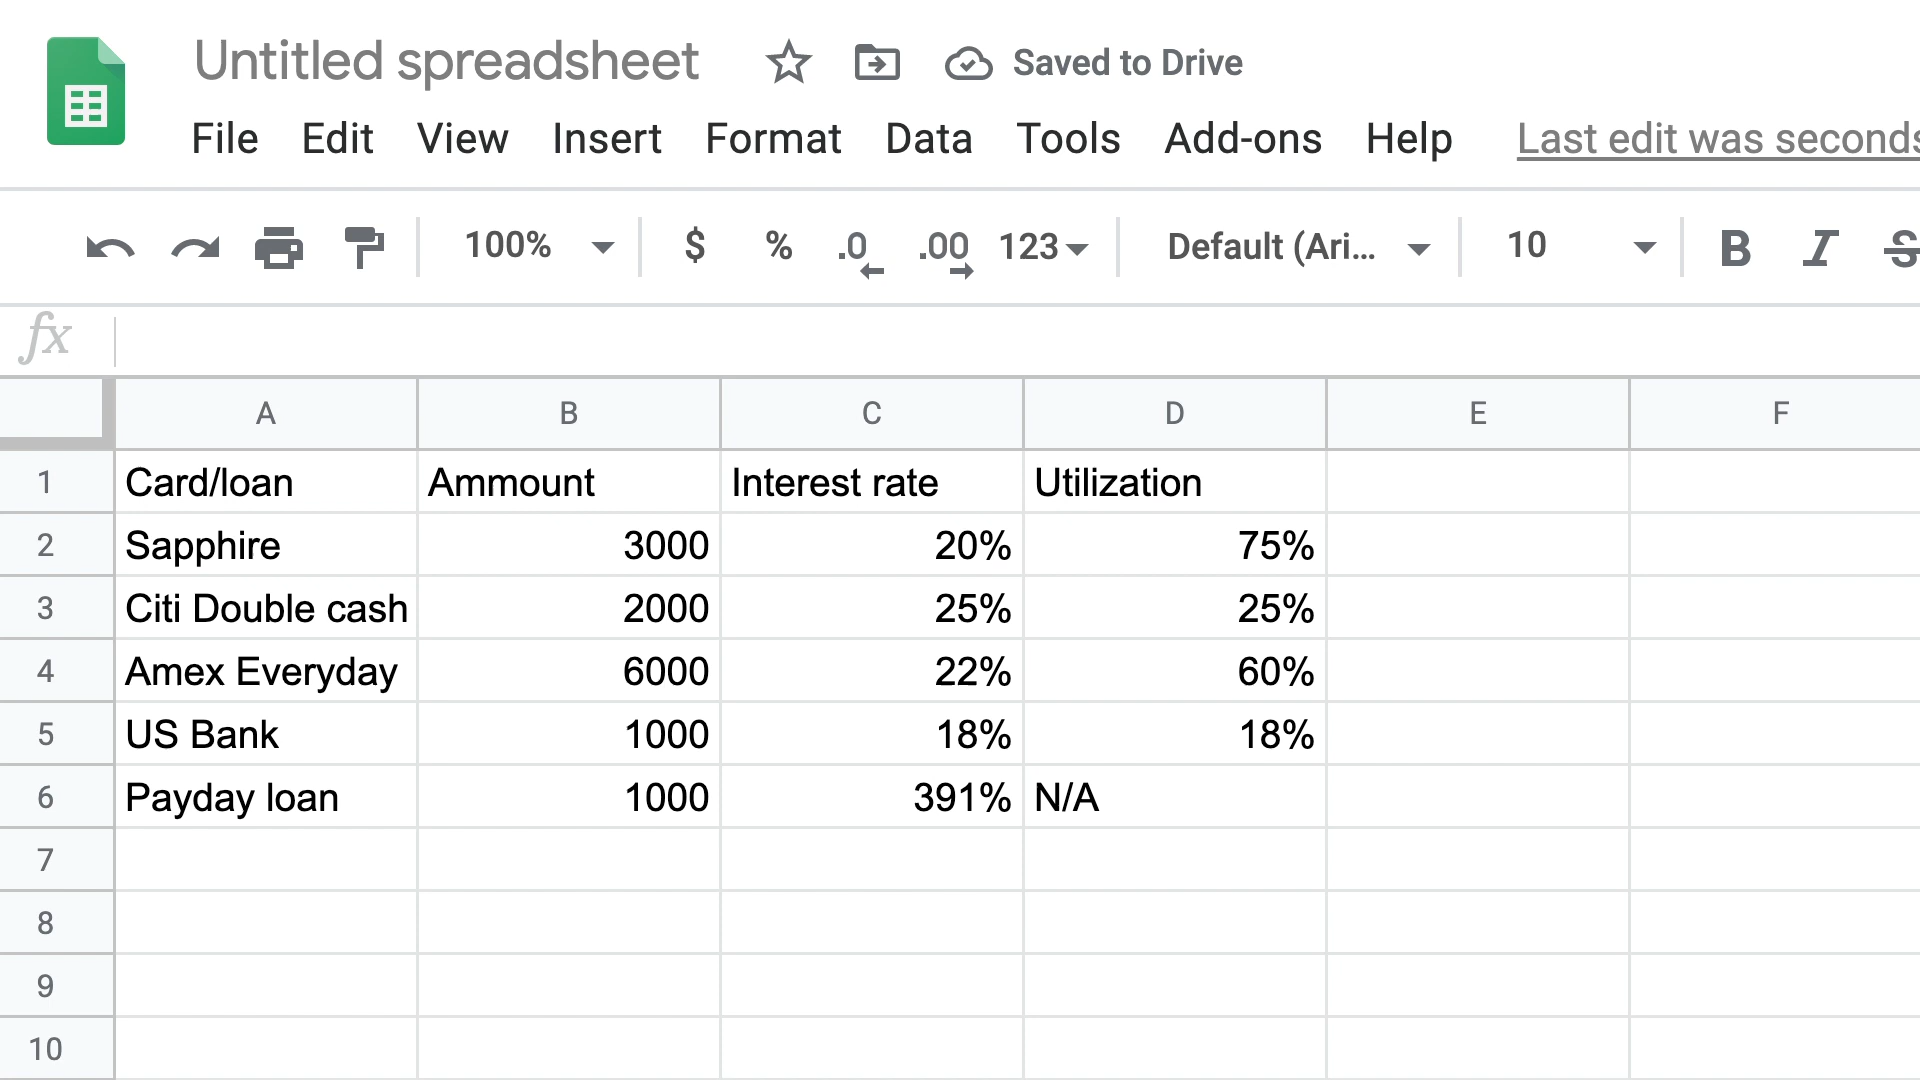 Untitled spreadsheet Saved to Drive
File Edit View Insert Format Data Tools Add-ons Help Last edit was seconds
100% $ % .0 .00 123 Default (Ari... 10 B I S
fx
A B C D E F
1 Card/loan Ammount Interest rate Utilization
2 Sapphire 3000 20% 75%
3 Citi Double cash 2000 25% 25%
4 Amex Everyday 6000 22% 60%
5 US Bank 1000 18% 18%
6 Payday loan 1000 391% N/A
7
8
9
10